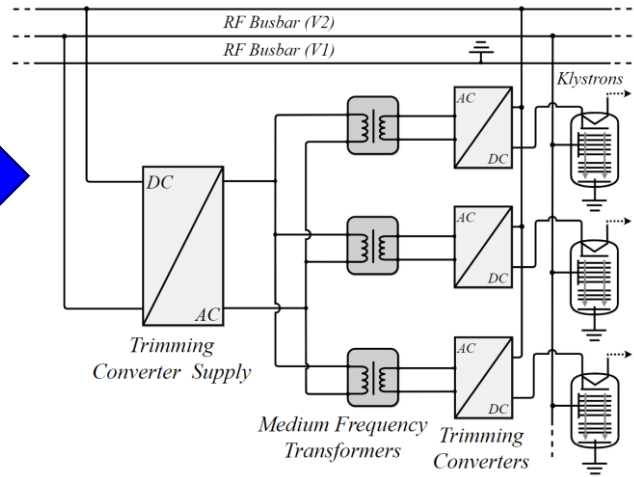 RF Busbar (V2)
RF Busbar (V1)
Klystrons
AC
DC
DC
AC
Trimming
Converter Supply
AC
DC
AC
DC
Medium Frequency
Transformers
Trimming
Converters